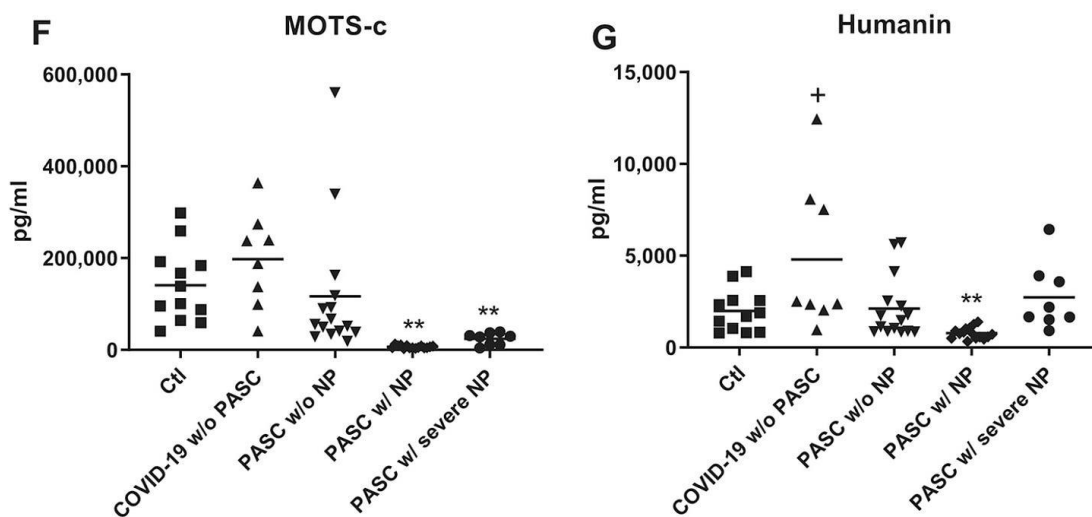 F
MOTS-c
600,000
400,000
200,000
0
pg/ml
**
**
Ctl
COVID-19 w/o PASC
PASC w/o NP
PASC w/ NP
PASC w/ severe NP
G
Humanin
15,000
10,000
5,000
0
pg/ml
+
**
Ctl
COVID-19 w/o PASC
PASC w/o NP
PASC w/ NP
PASC w/ severe NP